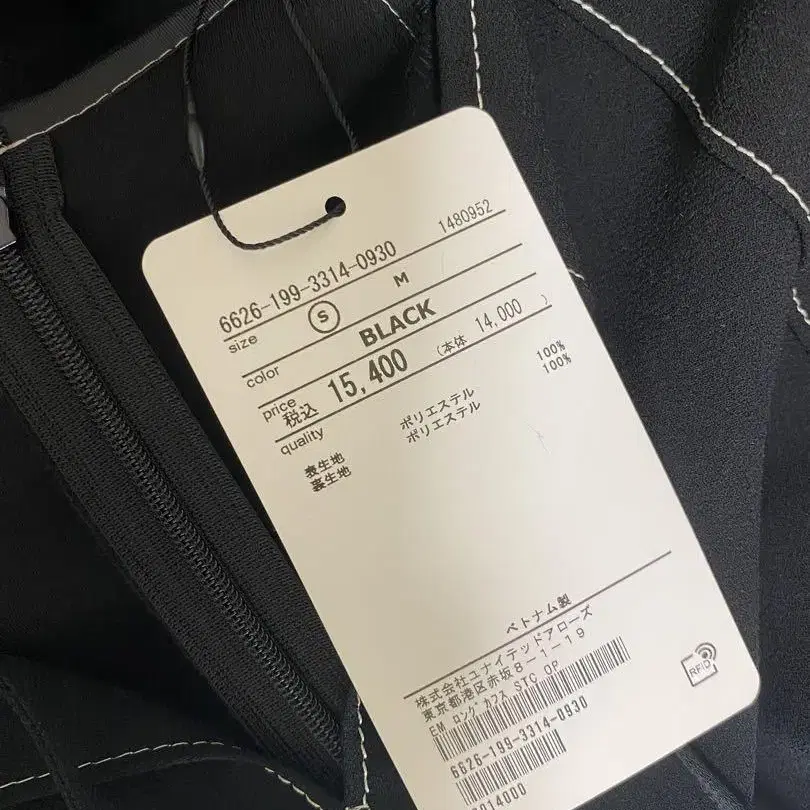 6626-199-3314-0930 1480952
size S M
color BLACK
price 税込 15,400 (本体 14,000 )
quality
表生地 ポリエステル 100%
裏生地 ポリエステル 100%
ベトナム製
株式会社ユナイテッドアローズ
東京都港区赤坂8-1-19
EM ロングカフス STC OP
6626-199-3314-0930
014000
RFID